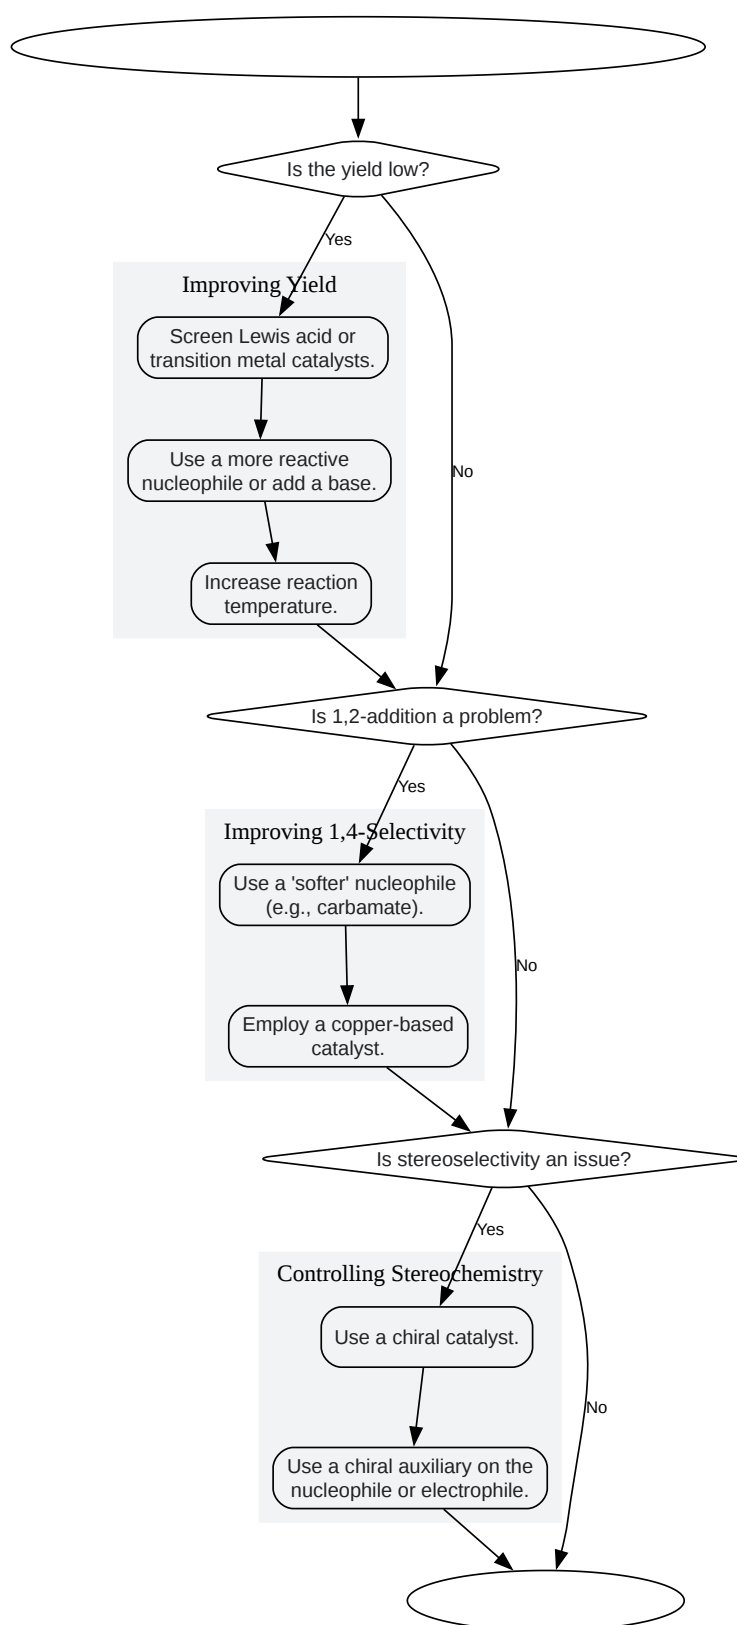 Is the yield low?
Yes
Improving Yield
Screen Lewis acid or
transition metal catalysts.
Use a more reactive
nucleophile or add a base.
No
Increase reaction
temperature.
Is 1,2-addition a problem?
Yes
Improving 1,4-Selectivity
Use a 'softer' nucleophile
(e.g., carbamate).
No
Employ a copper-based
catalyst.
Is stereoselectivity an issue?
Yes
Controlling Stereochemistry
Use a chiral catalyst.
No
Use a chiral auxiliary on the
nucleophile or electrophile.